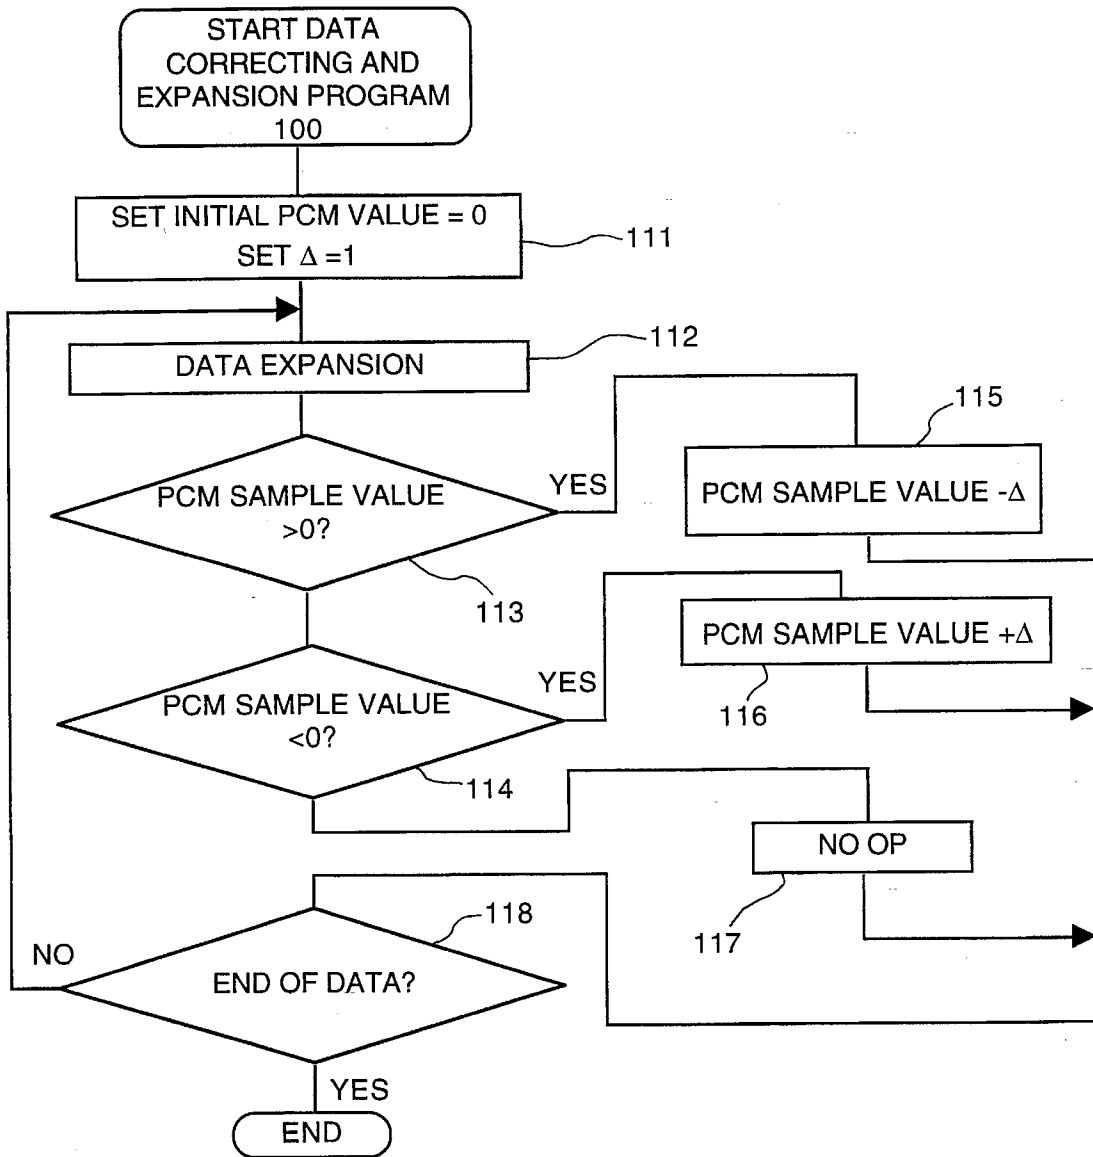 START DATA
CORRECTING AND
EXPANSION PROGRAM
100
SET INITIAL PCM VALUE = 0
SET Δ =1
111
DATA EXPANSION
112
PCM SAMPLE VALUE
>0?
YES
113
115
PCM SAMPLE VALUE -Δ
PCM SAMPLE VALUE
<0?
YES
114
PCM SAMPLE VALUE +Δ
116
NO OP
117
118
NO
END OF DATA?
YES
END